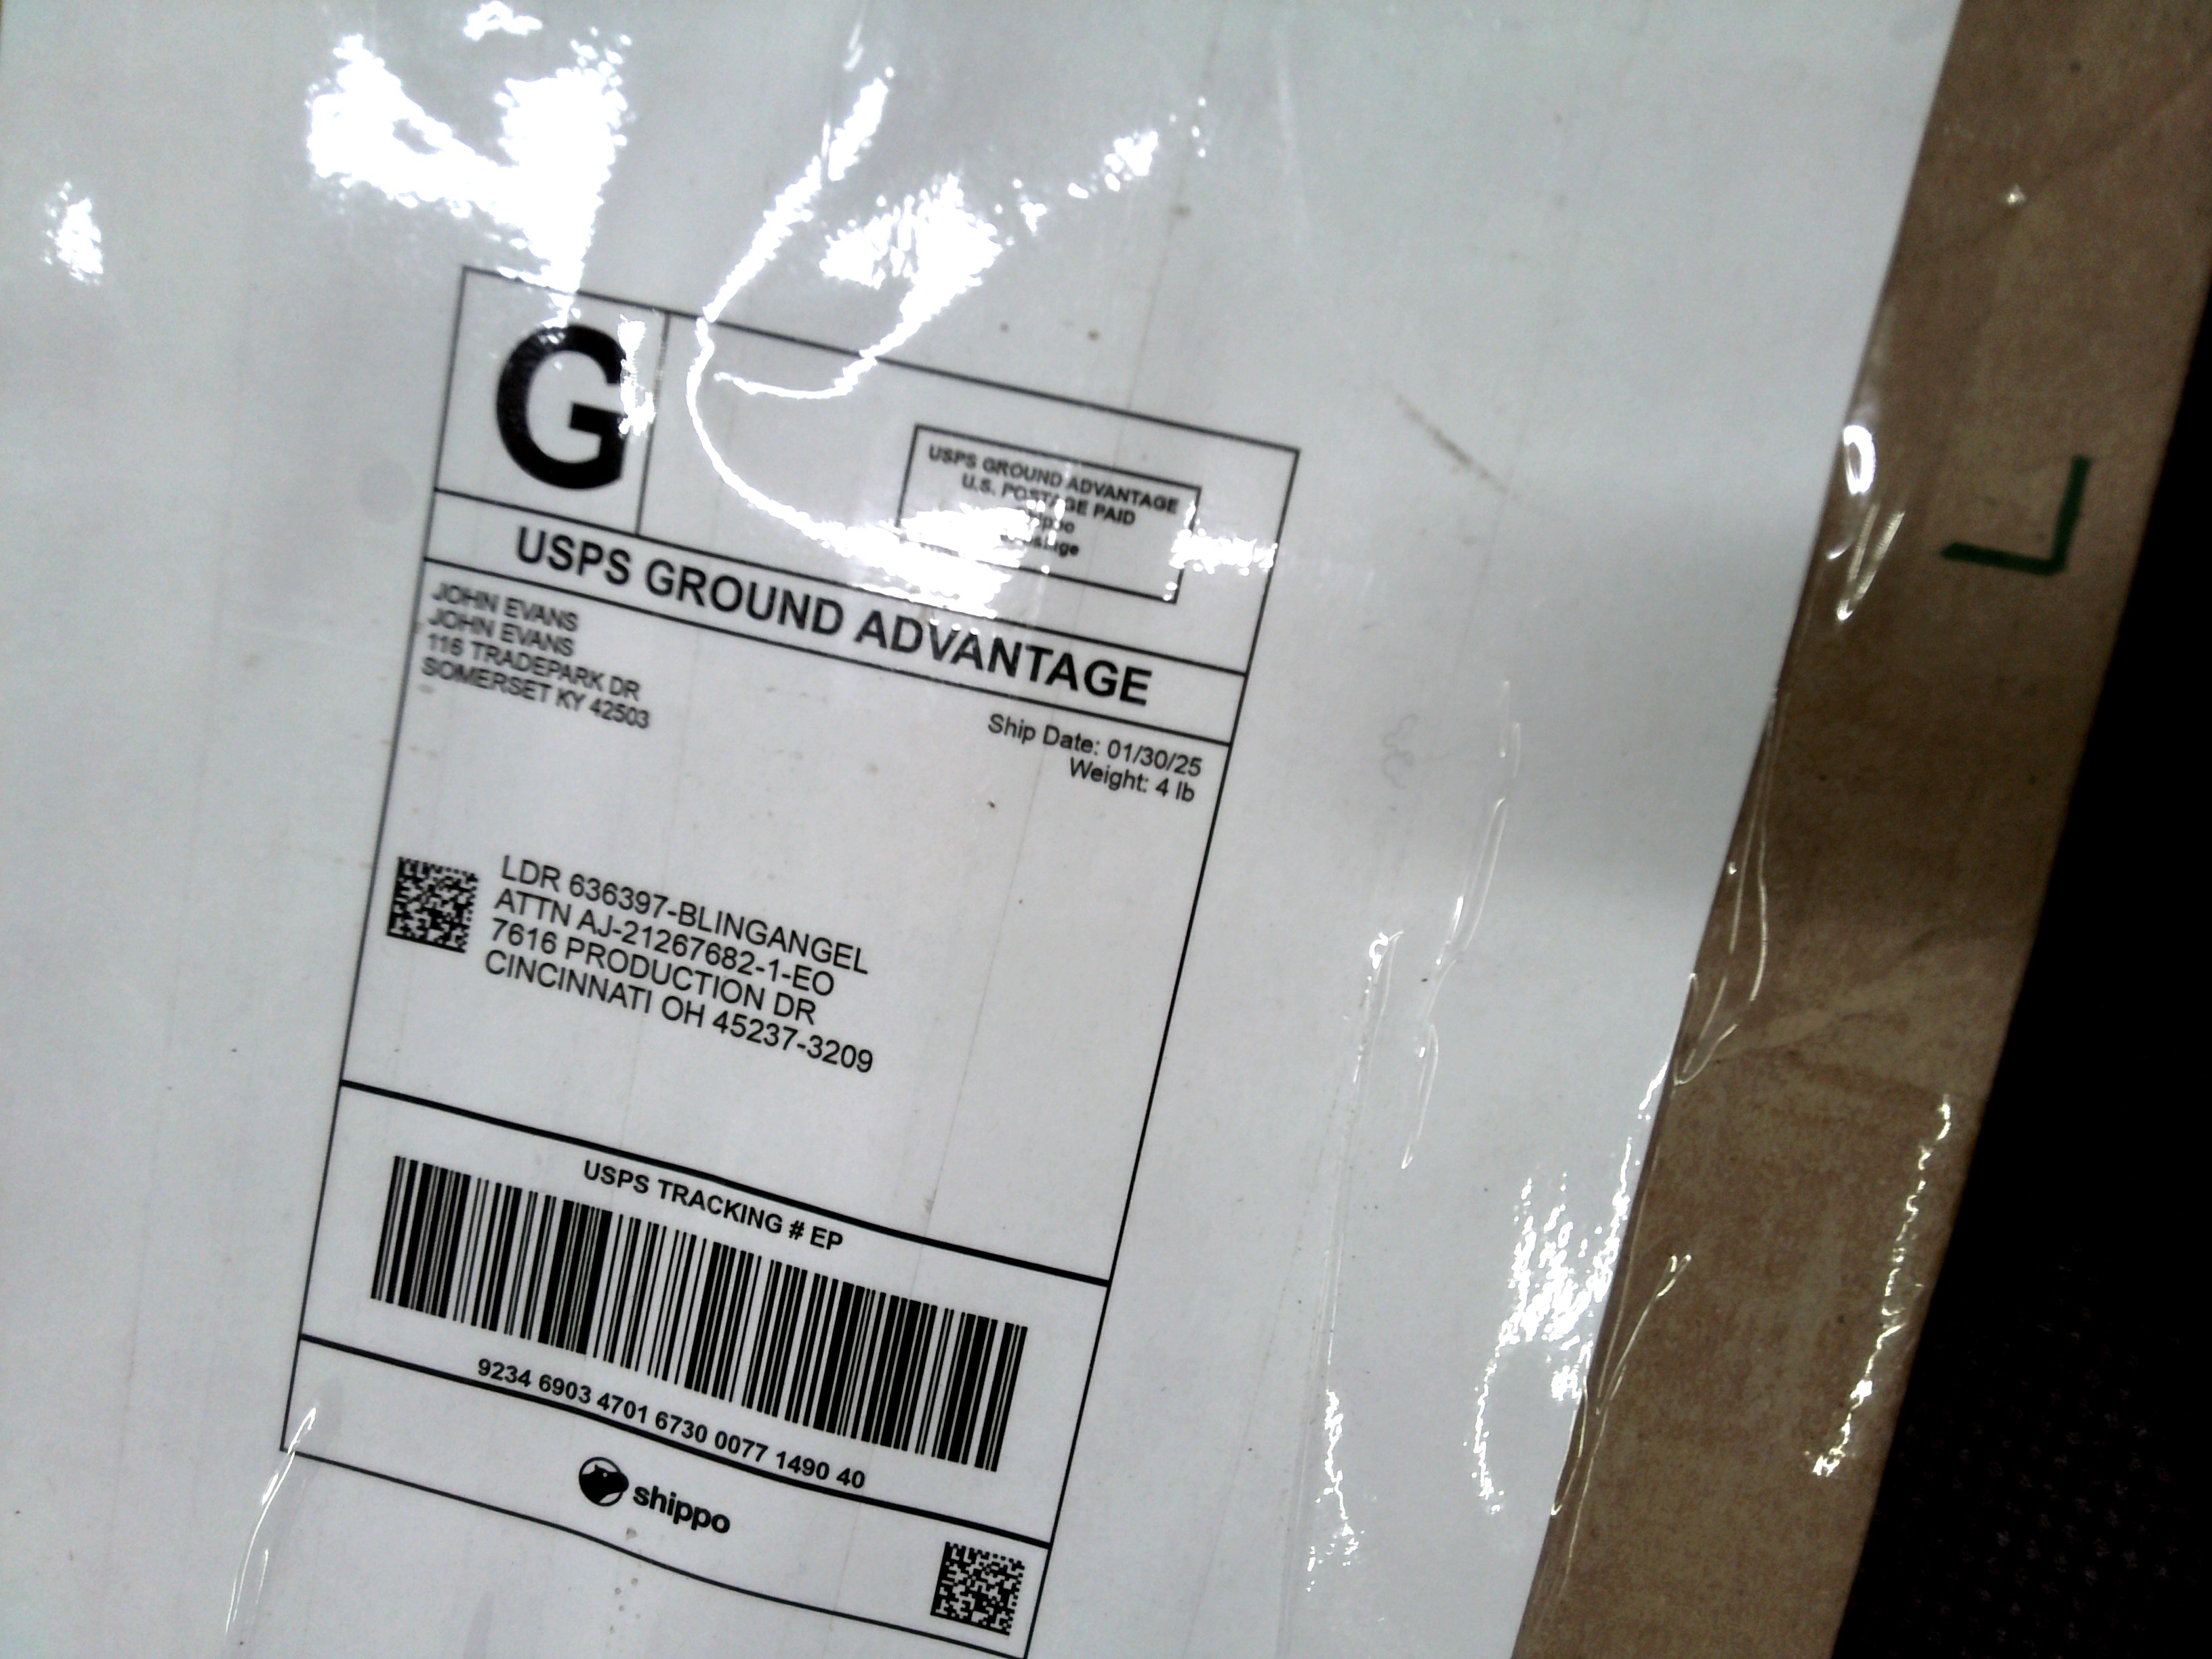 G
USPS GROUND ADVANTAGE
U.S. POSTAGE PAID
USPS GROUND ADVANTAGE
JOHN EVANS
JOHN EVANS
116 TRADEPARK DR
SOMERSET KY 42503
Ship Date: 01/30/25
Weight: 4 lb
LDR 636397-BLINGANGEL
ATTN AJ-21267682-1-EO
7616 PRODUCTION DR
CINCINNATI OH 45237-3209
USPS TRACKING # EP
9234 6903 4701 6730 0077 1490 40
shippo
L